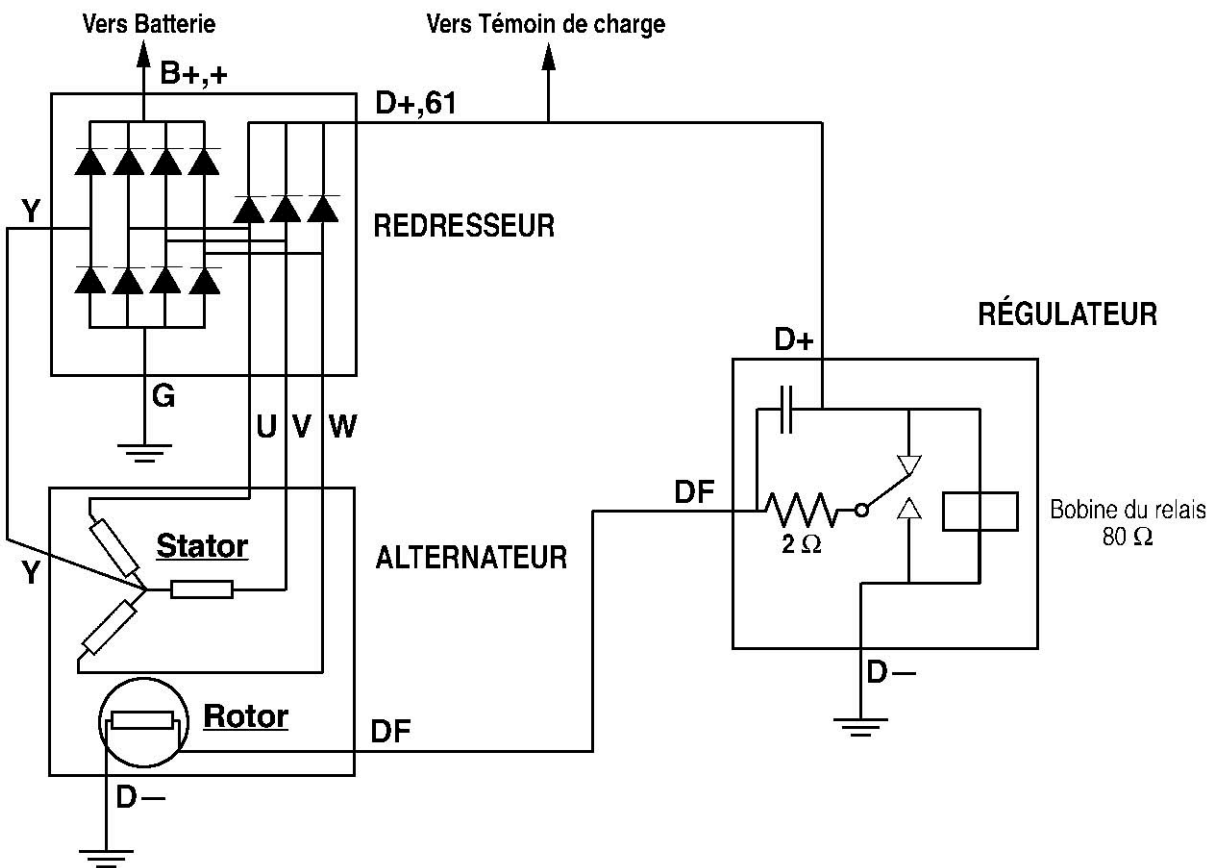 Vers Batterie
Vers Témoin de charge
B+,+
D+,61
Y
REDRESSEUR
RÉGULATEUR
D+
G
U V W
DF
2 Ω
Bobine du relais
80 Ω
Stator
ALTERNATEUR
Y
D—
Rotor
DF
D—